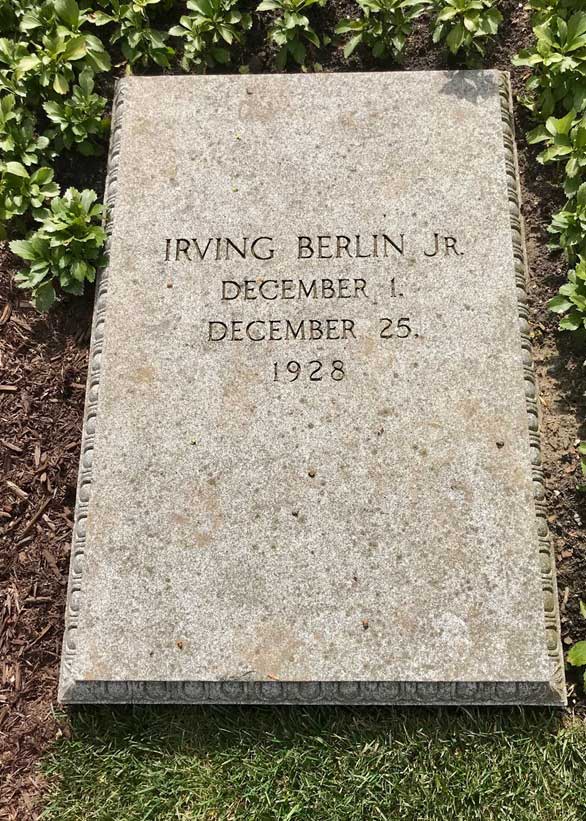 IRVING BERLIN JR.
DECEMBER 1.
DECEMBER 25.
1928